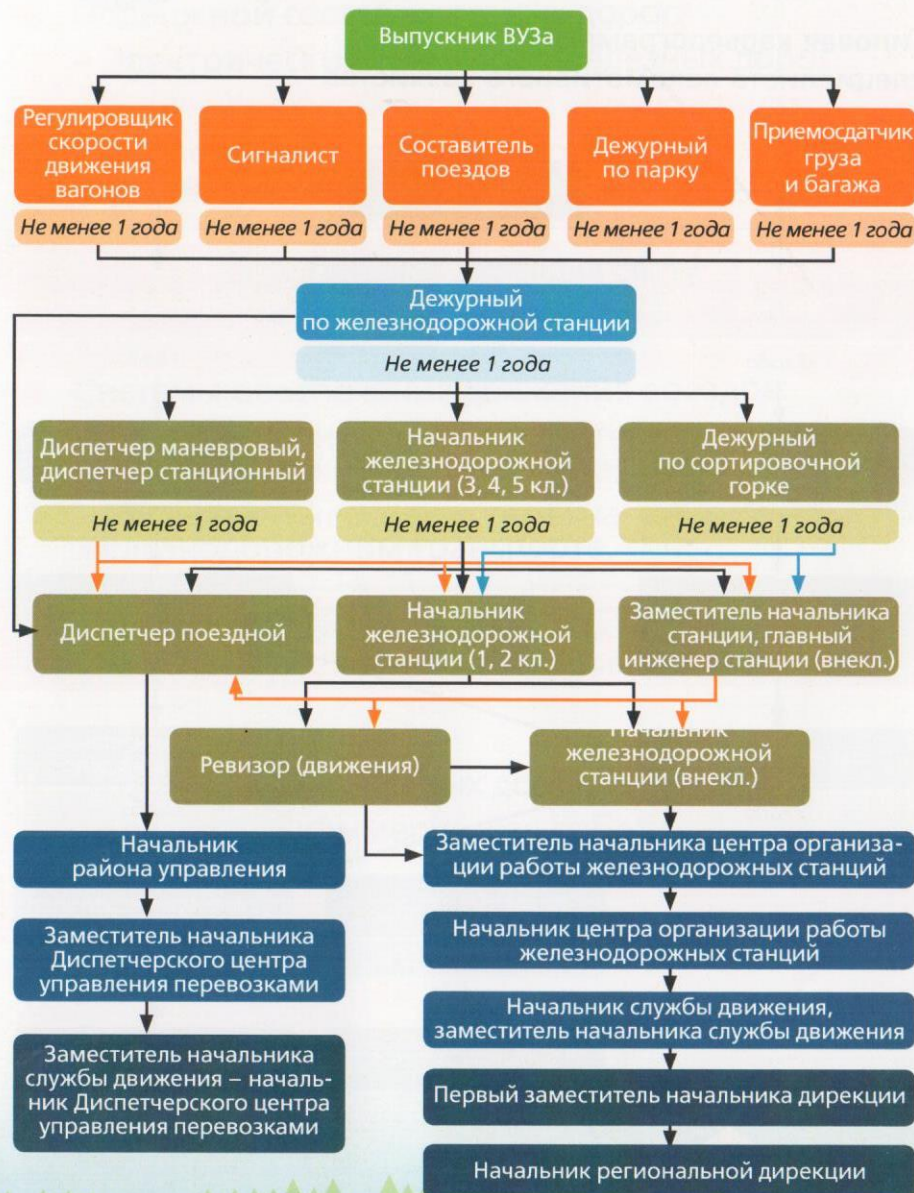 Выпускник ВУЗа
Регулировщик
скорости
движения
вагонов
Сигналист
Составитель
поездов
Дежурный
по парку
Приемосдатчик
груза
и багажа
Не менее 1 года
Не менее 1 года
Не менее 1 года
Не менее 1 года
Не менее 1 года
Дежурный
по железнодорожной станции
Не менее 1 года
Диспетчер маневровый,
диспетчер станционный
Начальник
железнодорожной
станции (3, 4, 5 кл.)
Дежурный
по сортировочной
горке
Не менее 1 года
Не менее 1 года
Не менее 1 года
Диспетчер поездной
Начальник
железнодорожной
станции (1, 2 кл.)
Заместитель начальника
станции, главный
инженер станции (внекл.)
Ревизор (движения)
Начальник
железнодорожной
станции (внекл.)
Начальник
района управления
Заместитель начальника
Диспетчерского центра
управления перевозками
Заместитель начальника
службы движения – началь-
ник Диспетчерского центра
управления перевозками
Заместитель начальника центра организа-
ции работы железнодорожных станций
Начальник центра организации работы
железнодорожных станций
Начальник службы движения,
заместитель начальника службы движения
Первый заместитель начальника дирекции
Начальник региональной дирекции